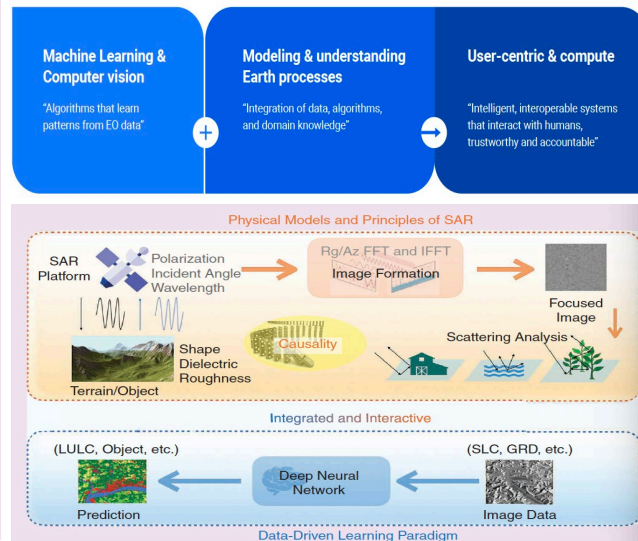 Machine Learning &
Computer vision
"Algorithms that learn
patterns from EO data"
+
Modeling & understanding
Earth processes
"Integration of data, algorithms,
and domain knowledge"
User-centric & compute
"Intelligent, interoperable systems
that interact with humans,
trustworthy and accountable"
Physical Models and Principles of SAR
SAR
Platform
Polarization
Incident Angle
Wavelength
Rg/Az FFT and IFFT
Image Formation
Focused
Image
Shape
Dielectric
Roughness
Terrain/Object
Causality
Scattering Analysis
Integrated and Interactive
(LULC, Object, etc.)
Prediction
Deep Neural
Network
(SLC, GRD, etc.)
Image Data
Data-Driven Learning Paradigm